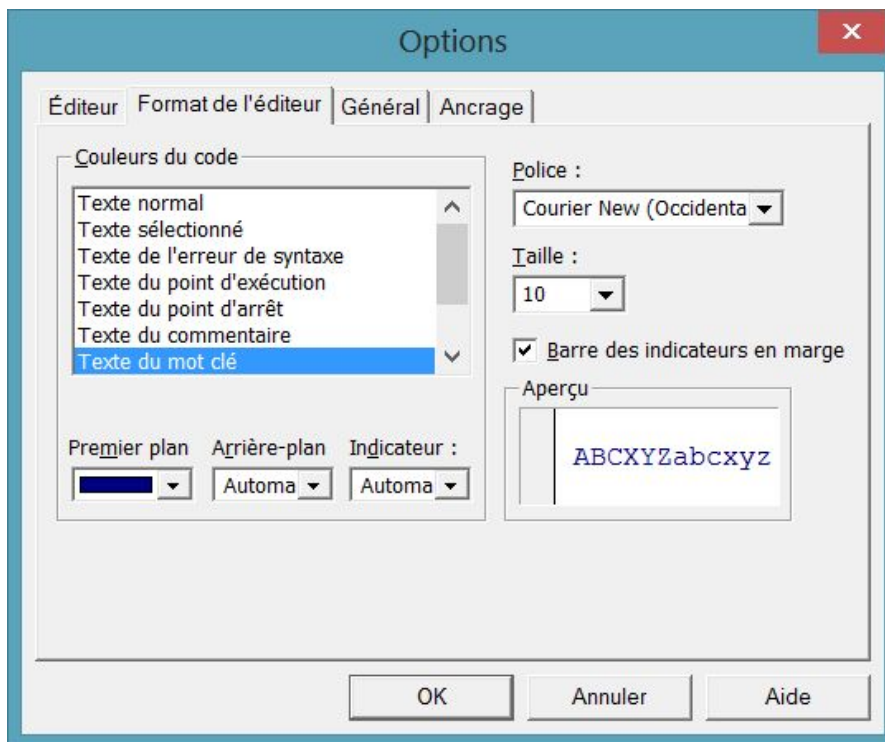 Options
Éditeur Format de l'éditeur Général Ancrage
Couleurs du code
Texte normal
Texte sélectionné
Texte de l'erreur de syntaxe
Texte du point d'exécution
Texte du point d'arrêt
Texte du commentaire
Texte du mot clé
Premier plan Arrière-plan Indicateur :
Automa Automa
Police :
Courier New (Occidenta
Taille :
10
Barre des indicateurs en marge
Aperçu
ABCXYZabcxyz
OK Annuler Aide